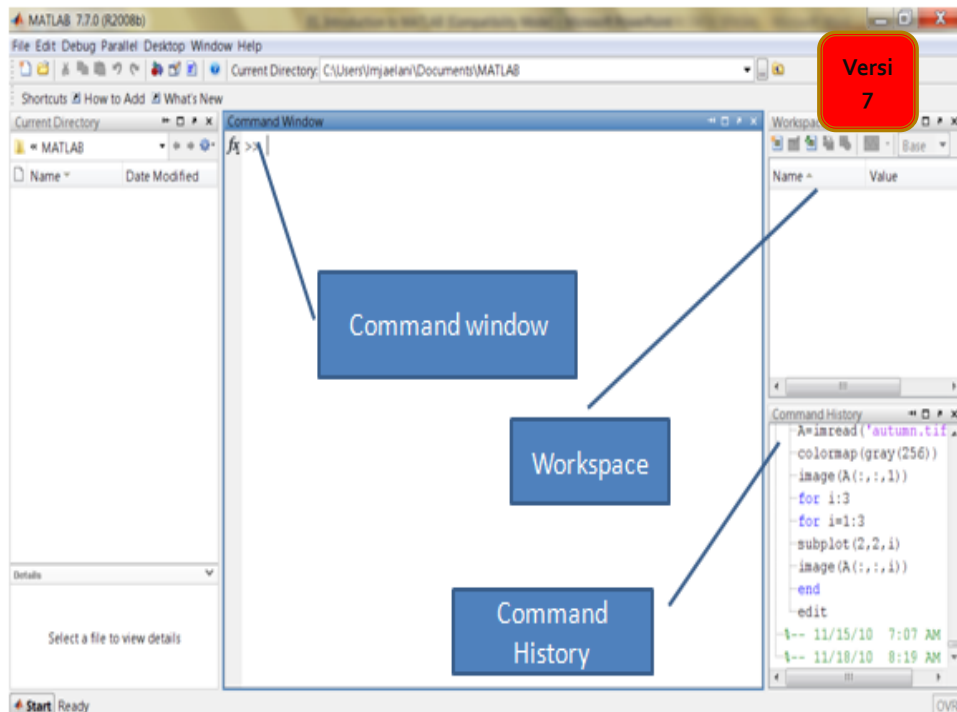 MATLAB 7.7.0 (R2008b)
File Edit Debug Parallel Desktop Window Help
Current Directory: C:\Users\lmjaelani\Documents\MATLAB
Versi
7
Shortcuts How to Add What's New
Current Directory
« MATLAB
Name
Date Modified
Details
Select a file to view details
Command Window
fx >>
Command window
Workspace
Command
History
Base
Name
Value
Command History
A=imread('autumn.tif
colormap(gray(256))
image(A(:,:,1))
for i:3
for i=1:3
subplot(2,2,i)
image(A(:,:,i))
end
edit
%-- 11/15/10 7:07 AM
%-- 11/18/10 8:19 AM
Start Ready
OVR